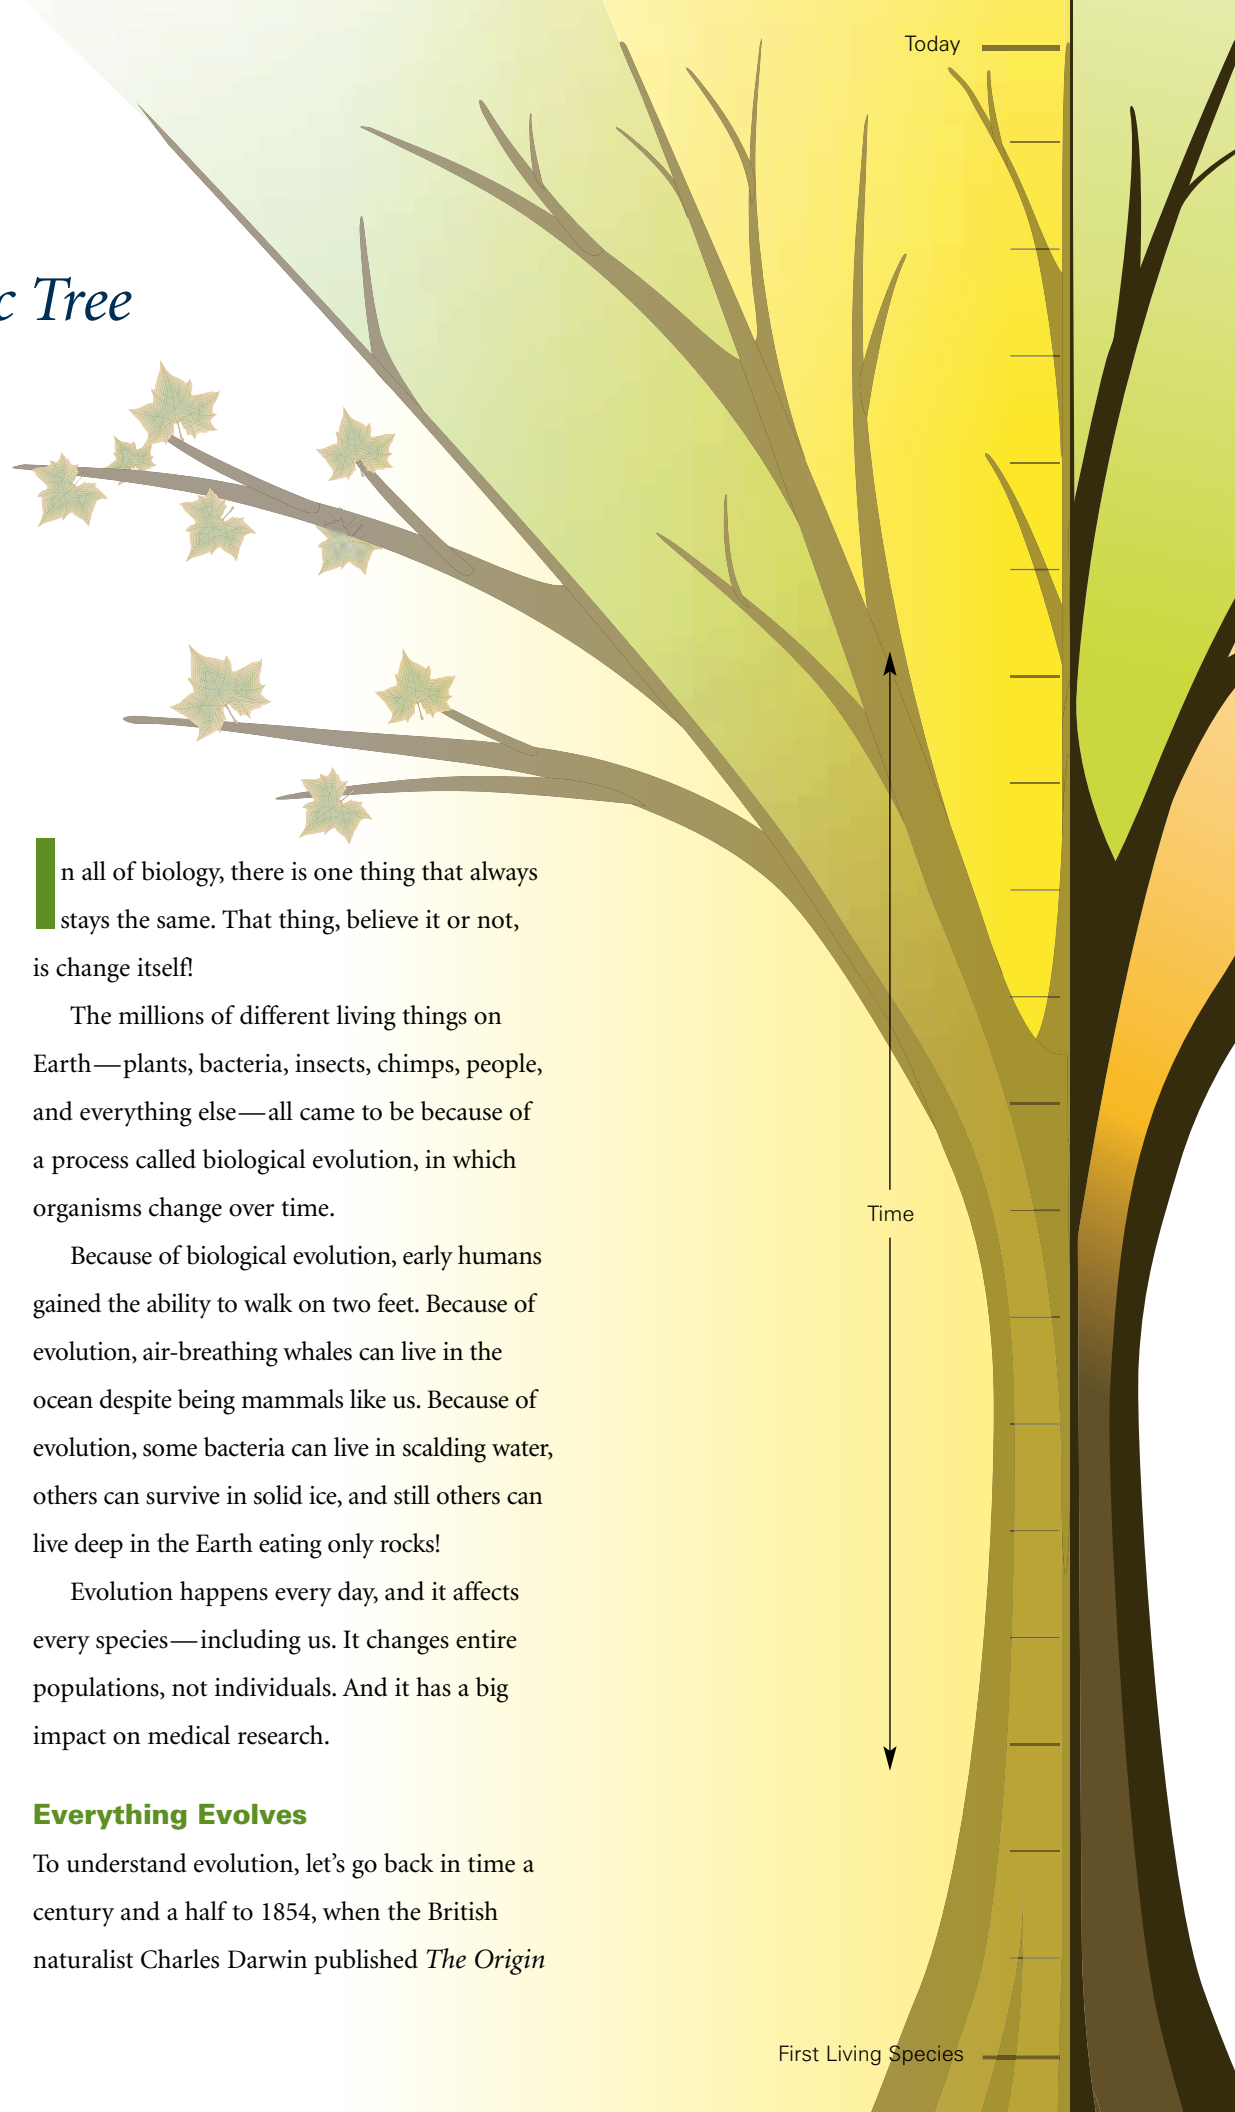 Today
c Tree
In all of biology, there is one thing that always
stays the same. That thing, believe it or not,
is change itself!
The millions of different living things on
Earth—plants, bacteria, insects, chimps, people,
and everything else—all came to be because of
a process called biological evolution, in which
organisms change over time.
Because of biological evolution, early humans
gained the ability to walk on two feet. Because of
evolution, air-breathing whales can live in the
ocean despite being mammals like us. Because of
evolution, some bacteria can live in scalding water,
others can survive in solid ice, and still others can
live deep in the Earth eating only rocks!
Evolution happens every day, and it affects
every species—including us. It changes entire
populations, not individuals. And it has a big
impact on medical research.
Everything Evolves
To understand evolution, let’s go back in time a
century and a half to 1854, when the British
naturalist Charles Darwin published The Origin
Time
First Living Species